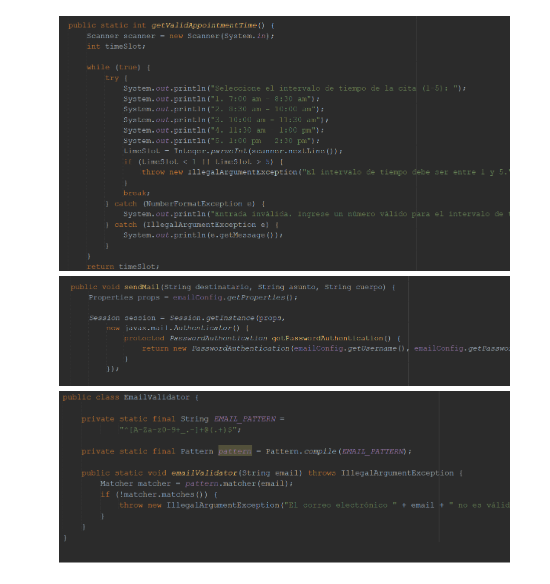 public static int getValidAppointmentTime() {
Scanner scanner = new Scanner(System.in);
int timeSlot;
while (true) {
try {
System.out.println("Seleccione el intervalo de tiempo de la cita (1-5): ");
System.out.println("1. 7:00 am - 8:30 am");
System.out.println("2. 8:30 am - 10:00 am");
System.out.println("3. 10:00 am - 11:30 am");
System.out.println("4. 11:30 am - 1:00 pm");
System.out.println("5. 1:00 pm - 2:30 pm");
timeSlot = Integer.parseInt(scanner.nextLine());
if (timeSlot < 1 || timeSlot > 5) {
throw new IllegalArgumentException("El intervalo de tiempo debe ser entre 1 y 5."
}
break;
} catch (NumberFormatException e) {
System.out.println("Entrada inválida. Ingrese un número válido para el intervalo de
} catch (IllegalArgumentException e) {
System.out.println(e.getMessage());
}
}
return timeSlot;
public void sendMail(String destinatario, String asunto, String cuerpo) {
Properties props = emailConfig.getProperties();
Session session = Session.getInstance(props,
new javax.mail.Authenticator() {
protected PasswordAuthentication getPasswordAuthentication() {
return new PasswordAuthentication(emailConfig.getUsername(), emailConfig.getPasswo
}
});
public class EmailValidator {
private static final String EMAIL_PATTERN =
"^[A-Za-z0-9+_.-]+@(.+)$";
private static final Pattern pattern = Pattern.compile(EMAIL_PATTERN);
public static void emailValidator(String email) throws IllegalArgumentException {
Matcher matcher = pattern.matcher(email);
if (!matcher.matches()) {
throw new IllegalArgumentException("El correo electrónico " + email + " no es válid
}
}
}